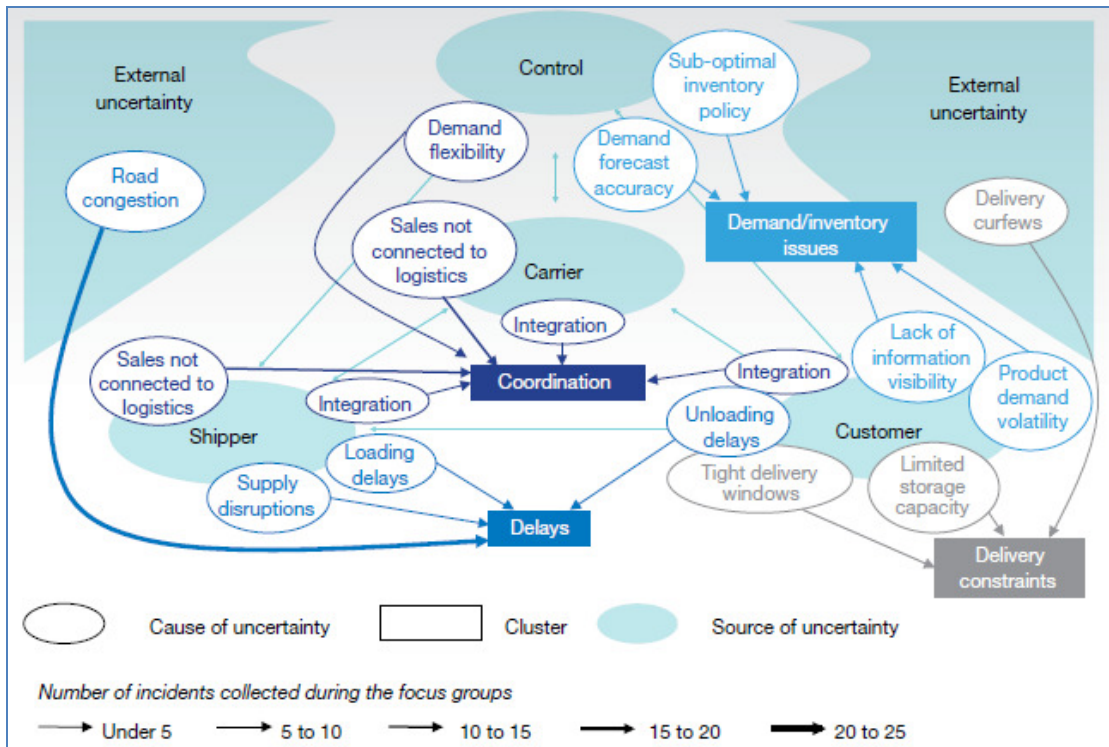 External
uncertainty
Control
Sub-optimal
inventory
policy
External
uncertainty
Demand
flexibility
Demand
forecast
accuracy
Road
congestion
Delivery
curfews
Sales not
connected to
logistics
Demand/inventory
issues
Carrier
Integration
Lack of
information
visibility
Sales not
connected to
logistics
Integration
Coordination
Integration
Product
demand
volatility
Shipper
Unloading
delays
Customer
Loading
delays
Tight delivery
windows
Limited
storage
capacity
Supply
disruptions
Delays
Delivery
constraints
Cause of uncertainty
Cluster
Source of uncertainty
Number of incidents collected during the focus groups
Under 5
5 to 10
10 to 15
15 to 20
20 to 25